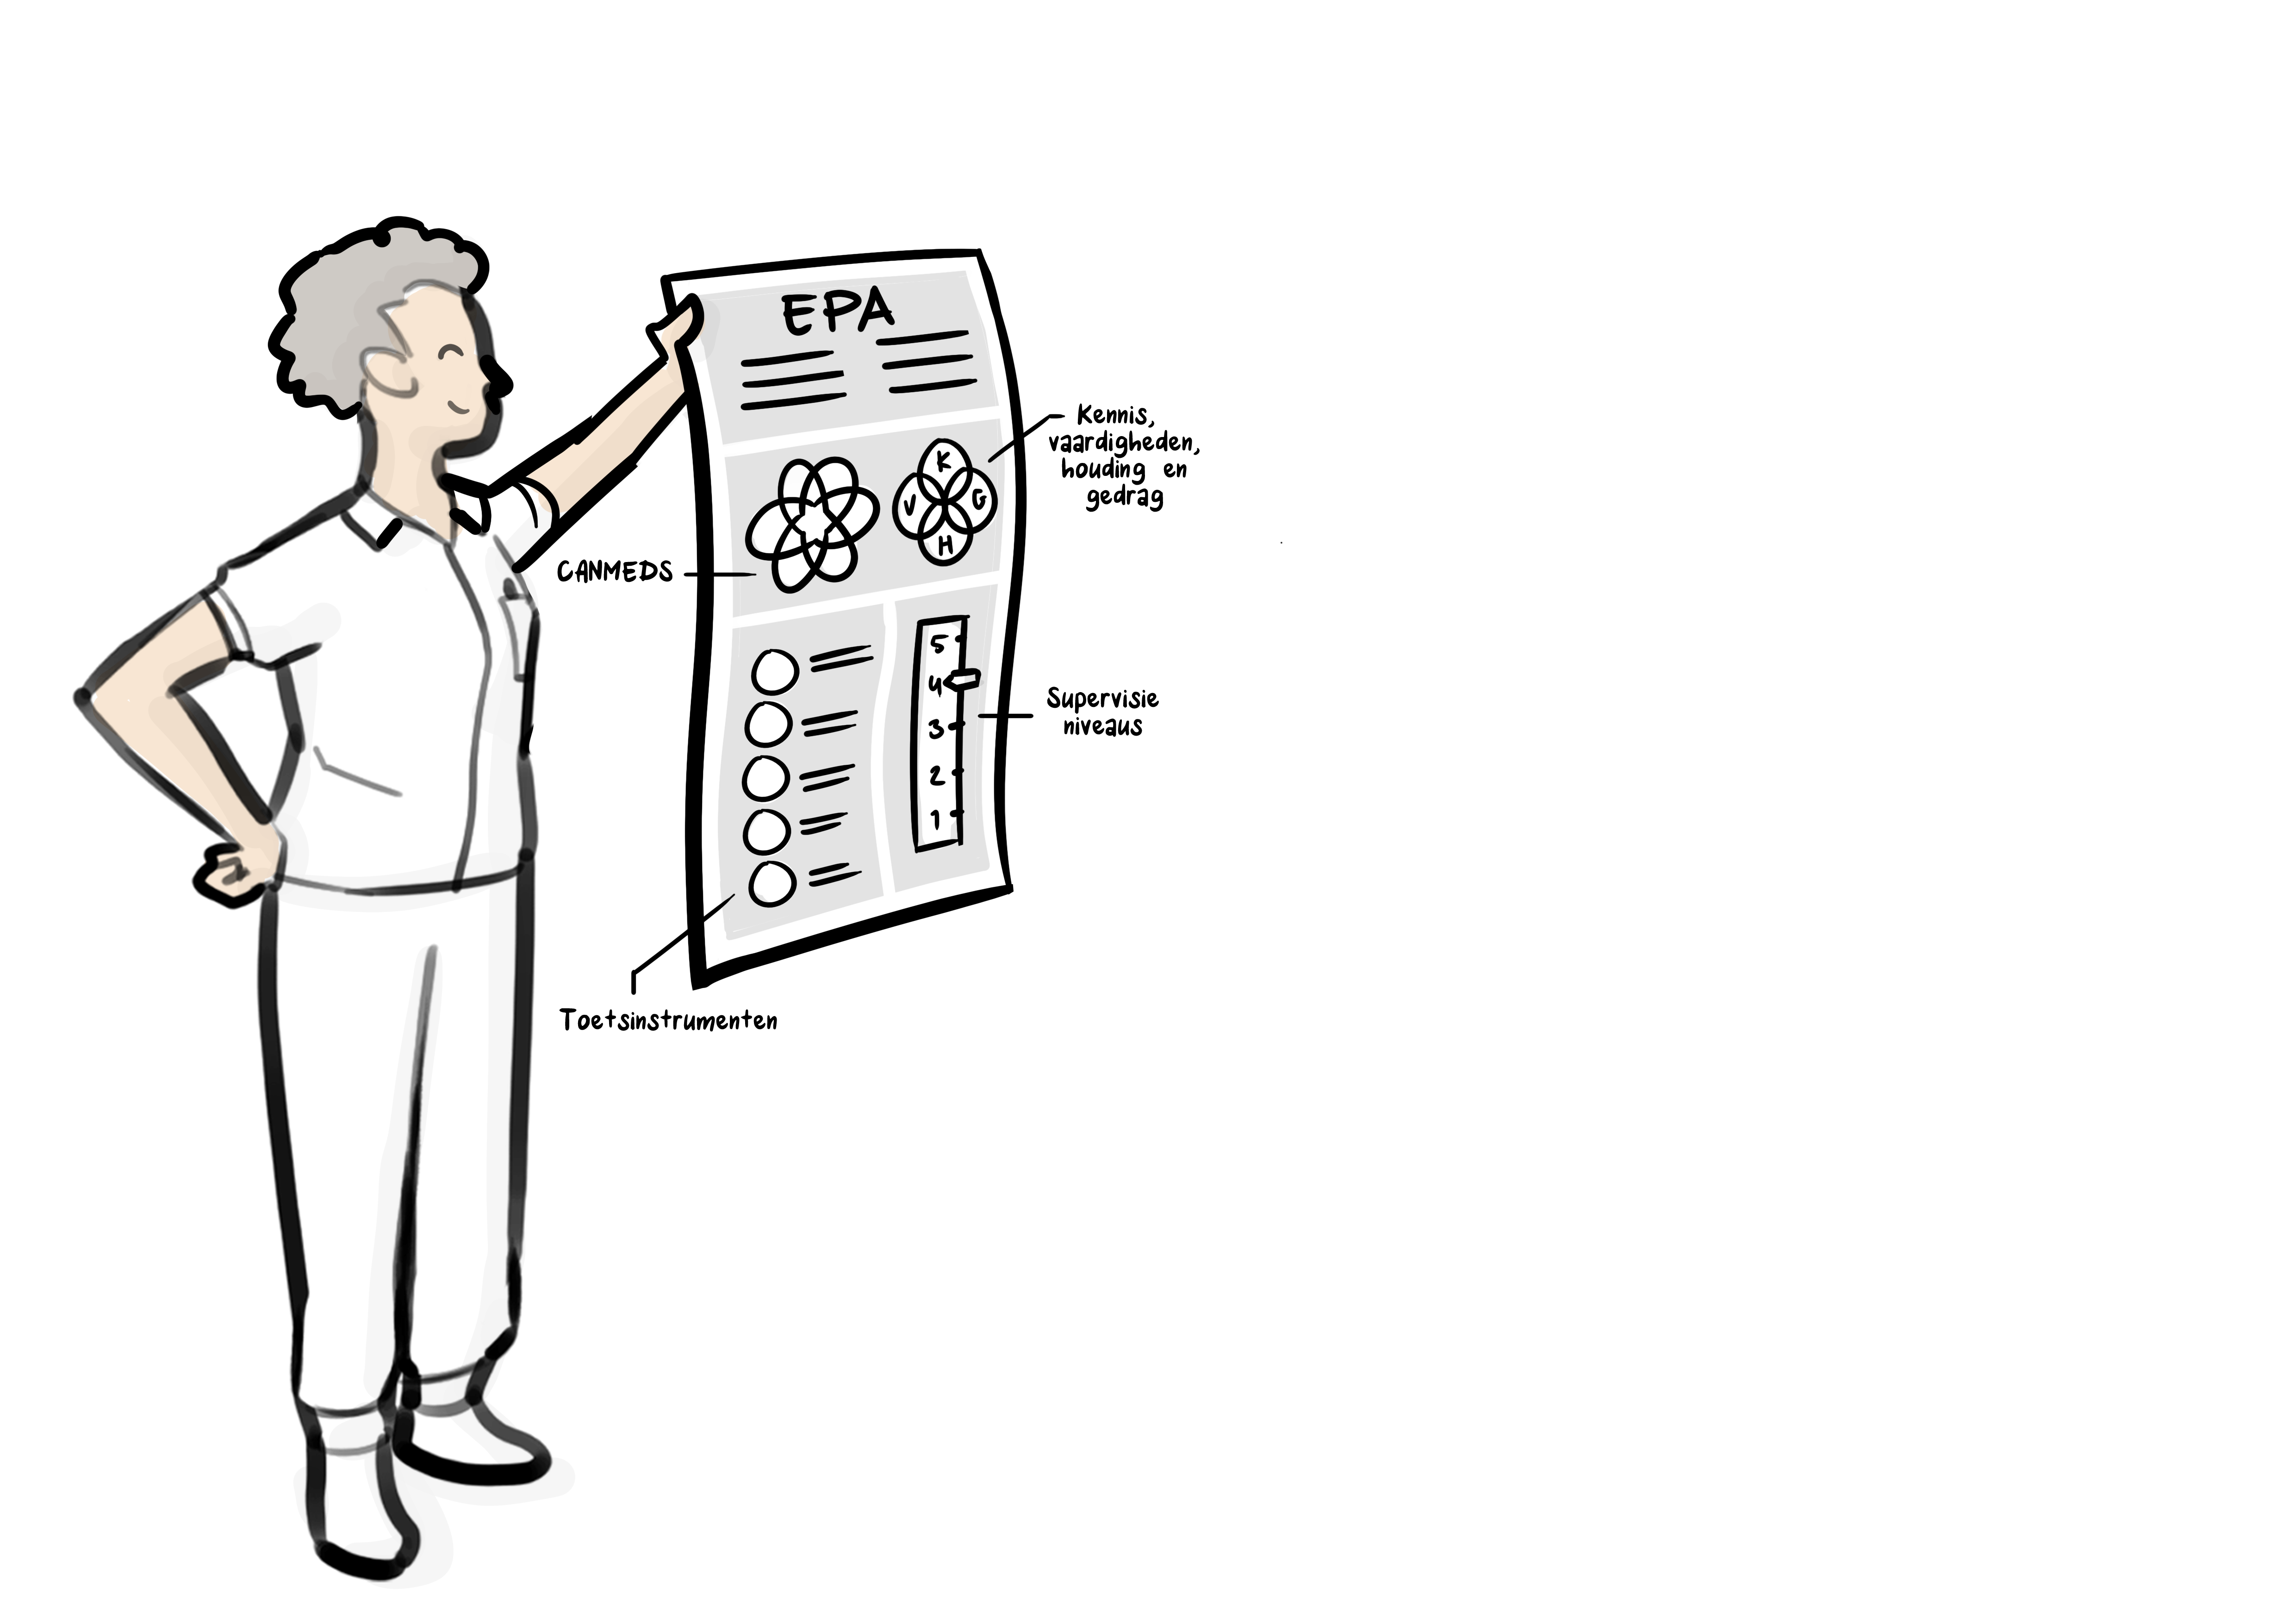 EPA
Kennis,
vaardigheden,
houding en
gedrag
K
V
G
H
CANMEDS
5
4
3
2
1
Supervisie
niveaus
Toetsinstrumenten